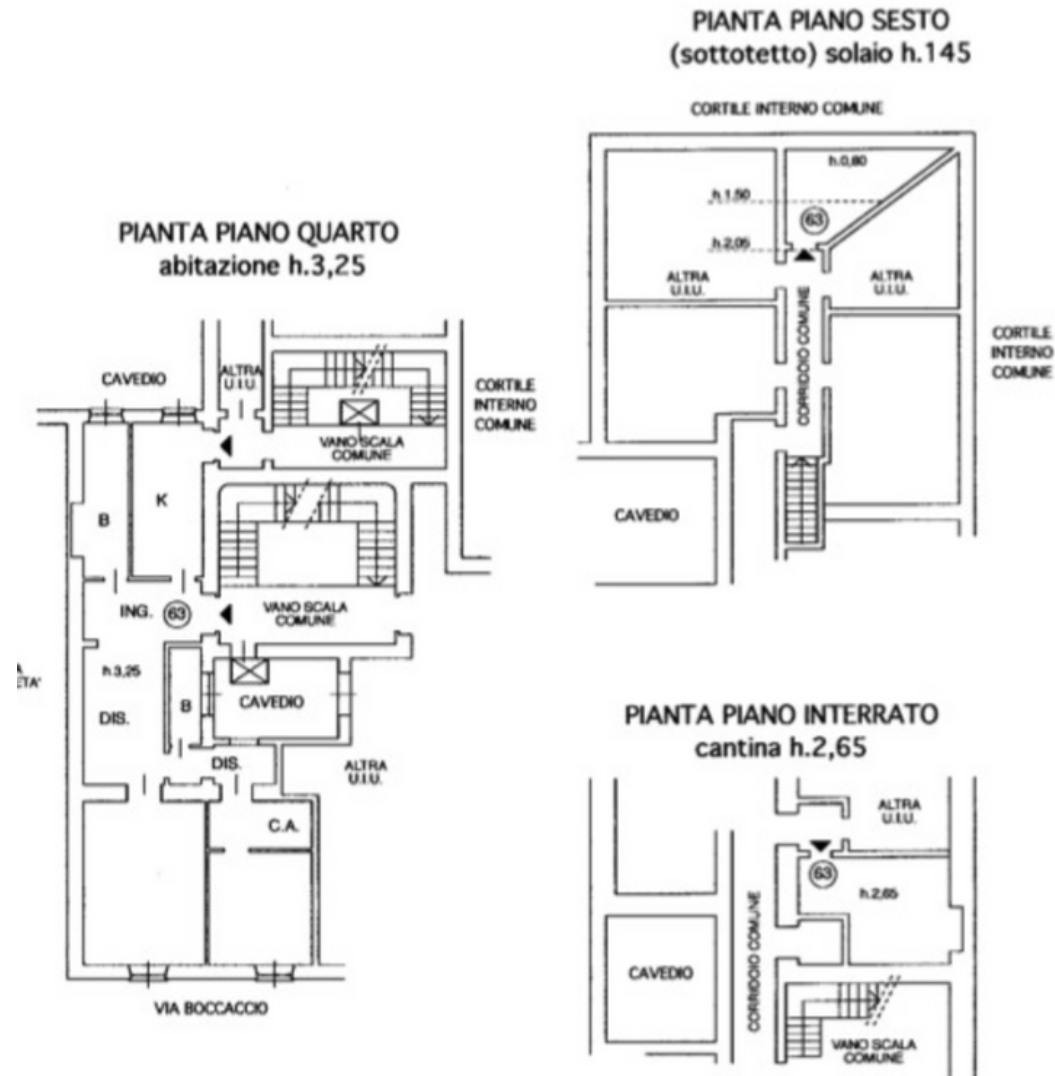 PIANTA PIANO SESTO
(sottotetto) solaio h.145
CORTILE INTERNO COMUNE
h.0,80
h.1,50
63
h.2,05
ALTRA
U.I.U.
ALTRA
U.I.U.
CORRIDOIO COMUNE
CORTILE
INTERNO
COMUNE
CAVEDIO
PIANTA PIANO QUARTO
abitazione h.3,25
CAVEDIO
ALTRA
U.I.U.
CORTILE
INTERNO
COMUNE
VANO SCALA
COMUNE
K
B
ING.
63
VANO SCALA
COMUNE
h.3,25
ETA'
B
CAVEDIO
DIS.
DIS.
ALTRA
U.I.U.
C.A.
VIA BOCCACCIO
PIANTA PIANO INTERRATO
cantina h.2,65
ALTRA
U.I.U.
63
h.2,65
CORRIDOIO COMUNE
CAVEDIO
VANO SCALA
COMUNE